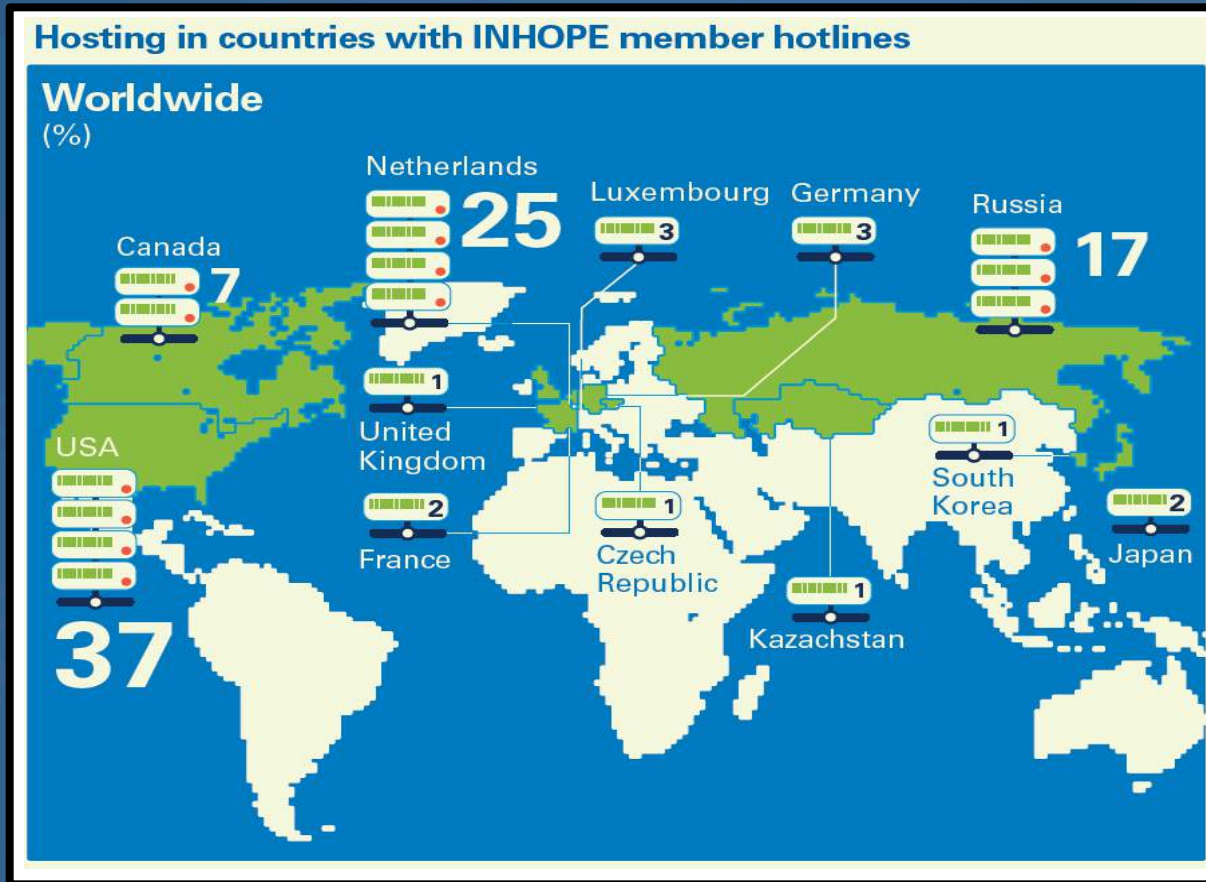 Hosting in countries with INHOPE member hotlines
Worldwide
(%)
Netherlands
25
Luxembourg
3
Germany
3
Russia
17
Canada
7
1
United
Kingdom
USA
37
2
France
1
Czech
Republic
1
Kazachstan
1
South
Korea
2
Japan